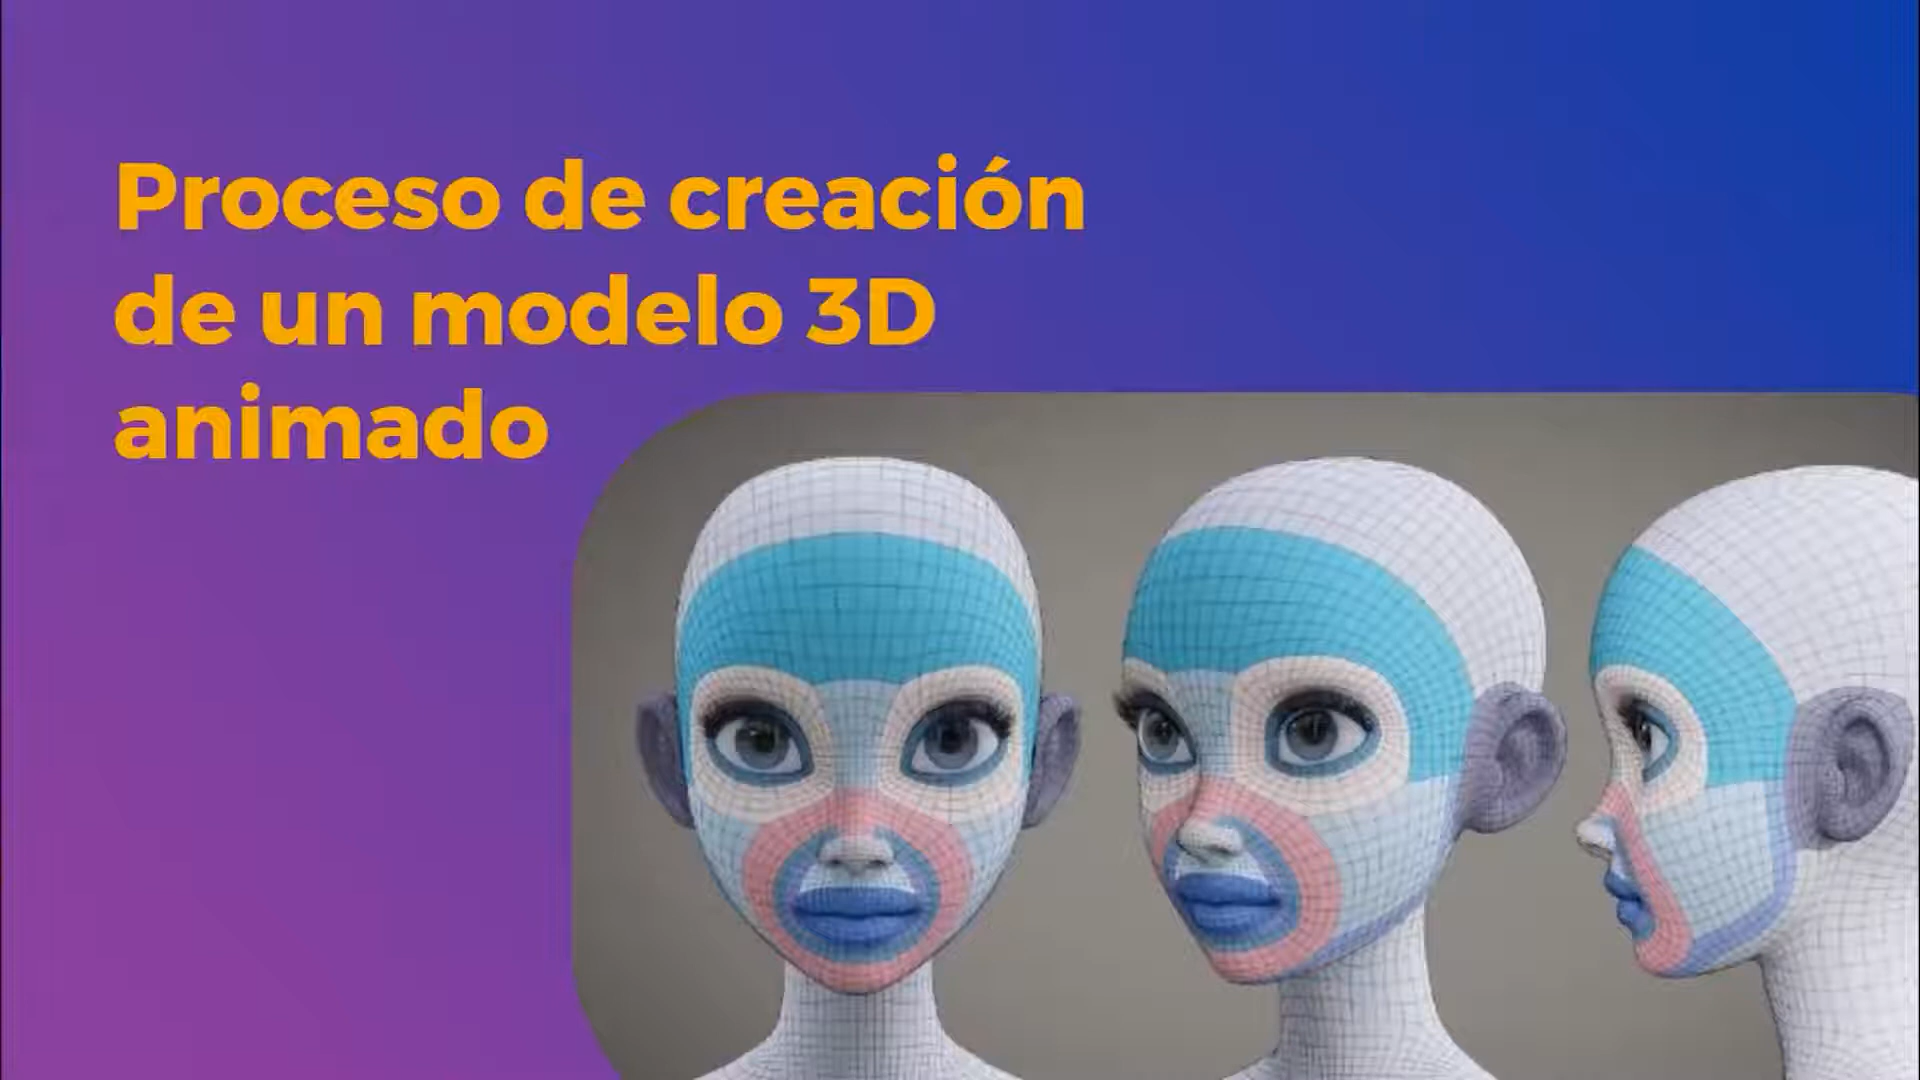 Proceso de creación
de un modelo 3D
animado